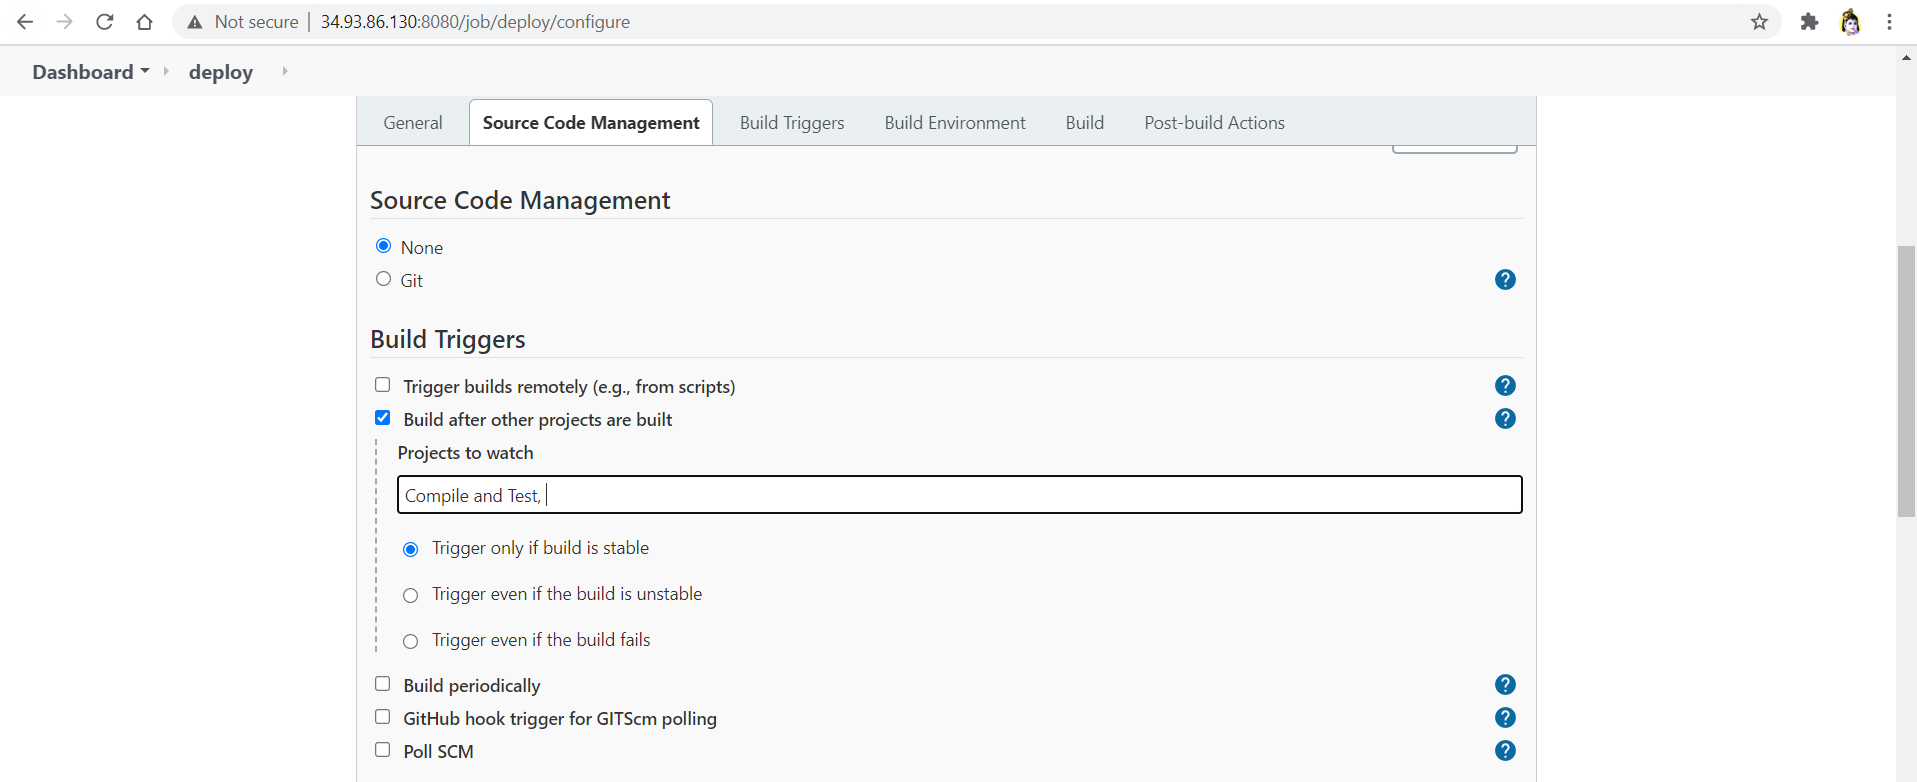 Not secure | 34.93.86.130:8080/job/deploy/configure
Dashboard deploy
General Source Code Management Build Triggers Build Environment Build Post-build Actions
Source Code Management
None
Git ?
Build Triggers
Trigger builds remotely (e.g., from scripts) ?
Build after other projects are built ?
Projects to watch
Compile and Test,
Trigger only if build is stable
Trigger even if the build is unstable
Trigger even if the build fails
Build periodically ?
GitHub hook trigger for GITScm polling ?
Poll SCM ?